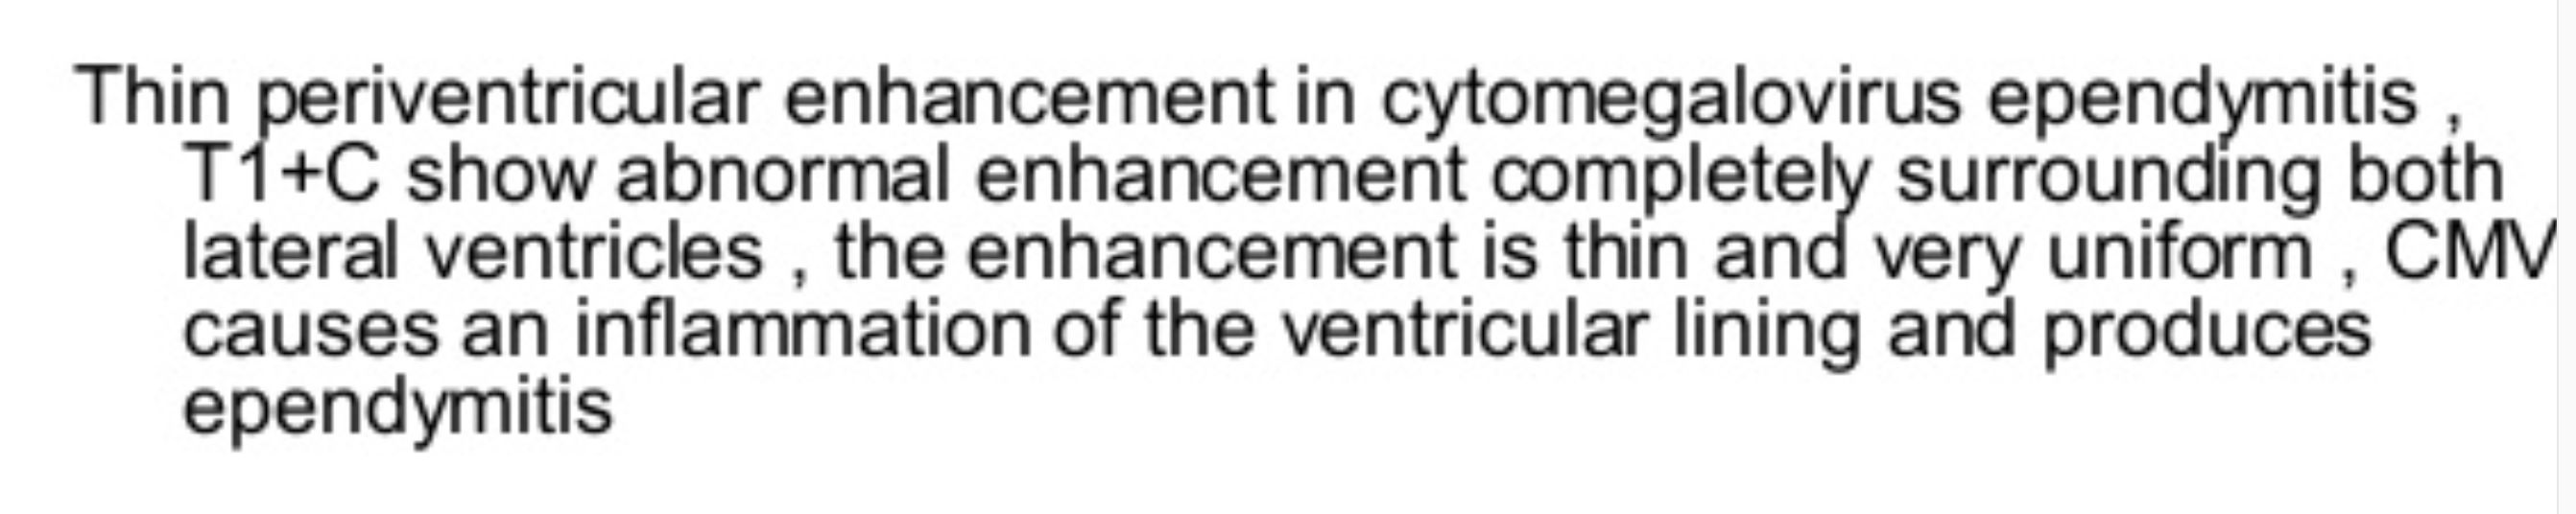 Thin periventricular enhancement in cytomegalovirus ependymitis ,
T1+C show abnormal enhancement completely surrounding both
lateral ventricles , the enhancement is thin and very uniform , CMV
causes an inflammation of the ventricular lining and produces
ependymitis